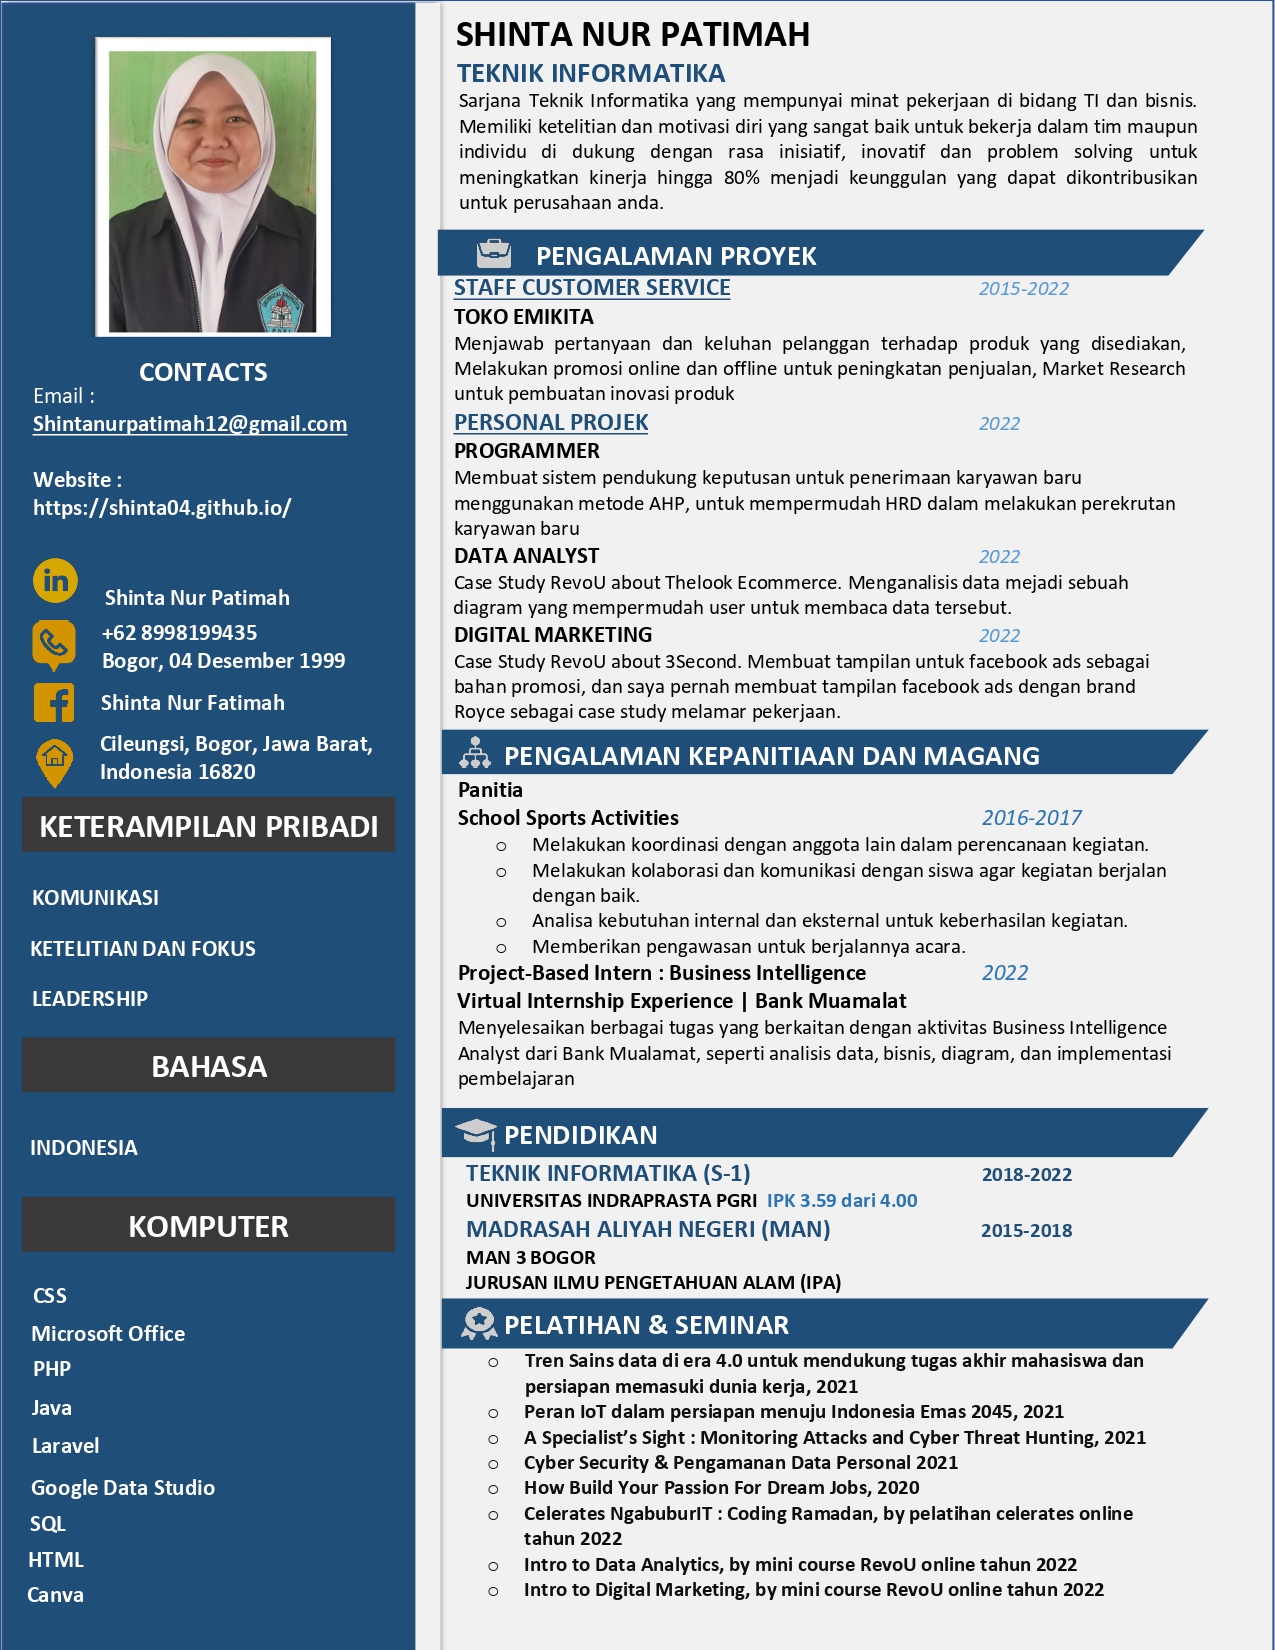 SHINTA NUR PATIMAH
TEKNIK INFORMATIKA
Sarjana Teknik Informatika yang mempunyai minat pekerjaan di bidang TI dan bisnis.
Memiliki ketelitian dan motivasi diri yang sangat baik untuk bekerja dalam tim maupun
individu di dukung dengan rasa inisiatif, inovatif dan problem solving untuk
meningkatkan kinerja hingga 80% menjadi keunggulan yang dapat dikontribusikan
untuk perusahaan anda.
CONTACTS
Email :
Shintanurpatimah12@gmail.com
Website :
https://shinta04.github.io/
in
Shinta Nur Patimah
+62 8998199435
Bogor, 04 Desember 1999
Shinta Nur Fatimah
Cileungsi, Bogor, Jawa Barat,
Indonesia 16820
KETERAMPILAN PRIBADI
KOMUNIKASI
KETELITIAN DAN FOKUS
LEADERSHIP
BAHASA
INDONESIA
KOMPUTER
CSS
Microsoft Office
PHP
Java
Laravel
Google Data Studio
SQL
HTML
Canva
PENGALAMAN PROYEK
STAFF CUSTOMER SERVICE 2015-2022
TOKO EMIKITA
Menjawab pertanyaan dan keluhan pelanggan terhadap produk yang disediakan,
Melakukan promosi online dan offline untuk peningkatan penjualan, Market Research
untuk pembuatan inovasi produk
PERSONAL PROJEK 2022
PROGRAMMER
Membuat sistem pendukung keputusan untuk penerimaan karyawan baru
menggunakan metode AHP, untuk mempermudah HRD dalam melakukan perekrutan
karyawan baru
DATA ANALYST 2022
Case Study RevoU about Thelook Ecommerce. Menganalisis data mejadi sebuah
diagram yang mempermudah user untuk membaca data tersebut.
DIGITAL MARKETING 2022
Case Study RevoU about 3Second. Membuat tampilan untuk facebook ads sebagai
bahan promosi, dan saya pernah membuat tampilan facebook ads dengan brand
Royce sebagai case study melamar pekerjaan.
PENGALAMAN KEPANITIAAN DAN MAGANG
Panitia
School Sports Activities 2016-2017
o Melakukan koordinasi dengan anggota lain dalam perencanaan kegiatan.
o Melakukan kolaborasi dan komunikasi dengan siswa agar kegiatan berjalan
dengan baik.
o Analisa kebutuhan internal dan eksternal untuk keberhasilan kegiatan.
o Memberikan pengawasan untuk berjalannya acara.
Project-Based Intern : Business Intelligence 2022
Virtual Internship Experience | Bank Muamalat
Menyelesaikan berbagai tugas yang berkaitan dengan aktivitas Business Intelligence
Analyst dari Bank Mualamat, seperti analisis data, bisnis, diagram, dan implementasi
pembelajaran
PENDIDIKAN
TEKNIK INFORMATIKA (S-1) 2018-2022
UNIVERSITAS INDRAPRASTA PGRI IPK 3.59 dari 4.00
MADRASAH ALIYAH NEGERI (MAN) 2015-2018
MAN 3 BOGOR
JURUSAN ILMU PENGETAHUAN ALAM (IPA)
PELATIHAN & SEMINAR
o Tren Sains data di era 4.0 untuk mendukung tugas akhir mahasiswa dan
persiapan memasuki dunia kerja, 2021
o Peran IoT dalam persiapan menuju Indonesia Emas 2045, 2021
o A Specialist’s Sight : Monitoring Attacks and Cyber Threat Hunting, 2021
o Cyber Security & Pengamanan Data Personal 2021
o How Build Your Passion For Dream Jobs, 2020
o Celerates NgabuburIT : Coding Ramadan, by pelatihan celerates online
tahun 2022
o Intro to Data Analytics, by mini course RevoU online tahun 2022
o Intro to Digital Marketing, by mini course RevoU online tahun 2022